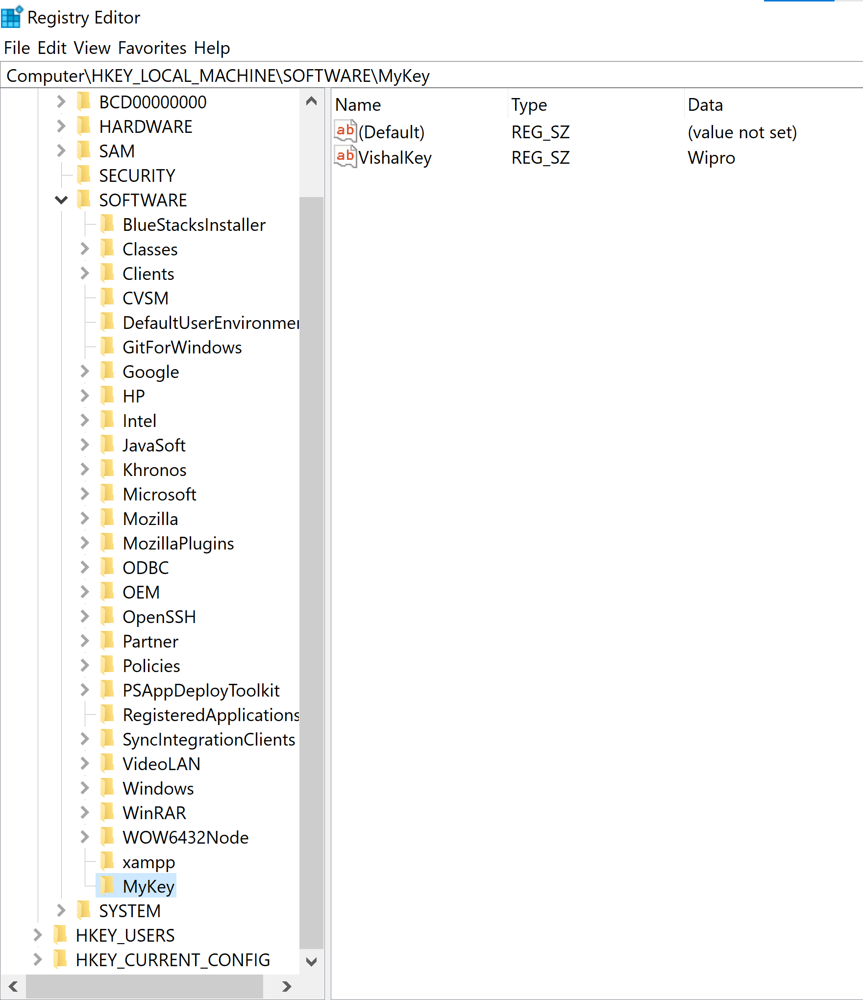 Registry Editor
File Edit View Favorites Help
Computer\HKEY_LOCAL_MACHINE\SOFTWARE\MyKey
BCD00000000
HARDWARE
SAM
SECURITY
SOFTWARE
BlueStacksInstaller
Classes
Clients
CVSM
DefaultUserEnvironmen
GitForWindows
Google
HP
Intel
JavaSoft
Khronos
Microsoft
Mozilla
MozillaPlugins
ODBC
OEM
OpenSSH
Partner
Policies
PSAppDeployToolkit
RegisteredApplications
SyncIntegrationClients
VideoLAN
Windows
WinRAR
WOW6432Node
xampp
MyKey
SYSTEM
HKEY_USERS
HKEY_CURRENT_CONFIG
Name Type Data
ab (Default) REG_SZ (value not set)
ab VishalKey REG_SZ Wipro